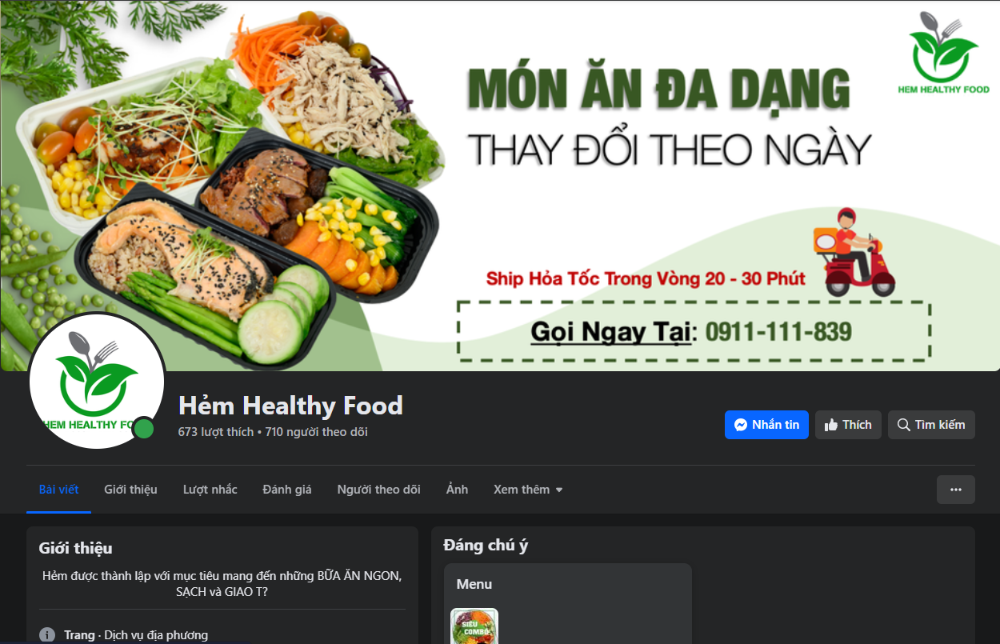 HEM HEALTHY FOOD
MÓN ĂN ĐA DẠNG
THAY ĐỔI THEO NGÀY
Ship Hỏa Tốc Trong Vòng 20 - 30 Phút
Gọi Ngay Tại: 0911-111-839
HEM HEALTHY FO
Hẻm Healthy Food
673 lượt thích • 710 người theo dõi
Nhắn tin
Thích
Tìm kiếm
Bài viết
Giới thiệu
Lượt nhắc
Đánh giá
Người theo dõi
Ảnh
Xem thêm
Giới thiệu
Hẻm được thành lập với mục tiêu mang đến những BỮA ĂN NGON,
SẠCH và GIAO T?
Trang · Dịch vụ địa phương
Đáng chú ý
Menu
SIÊU
COMBO